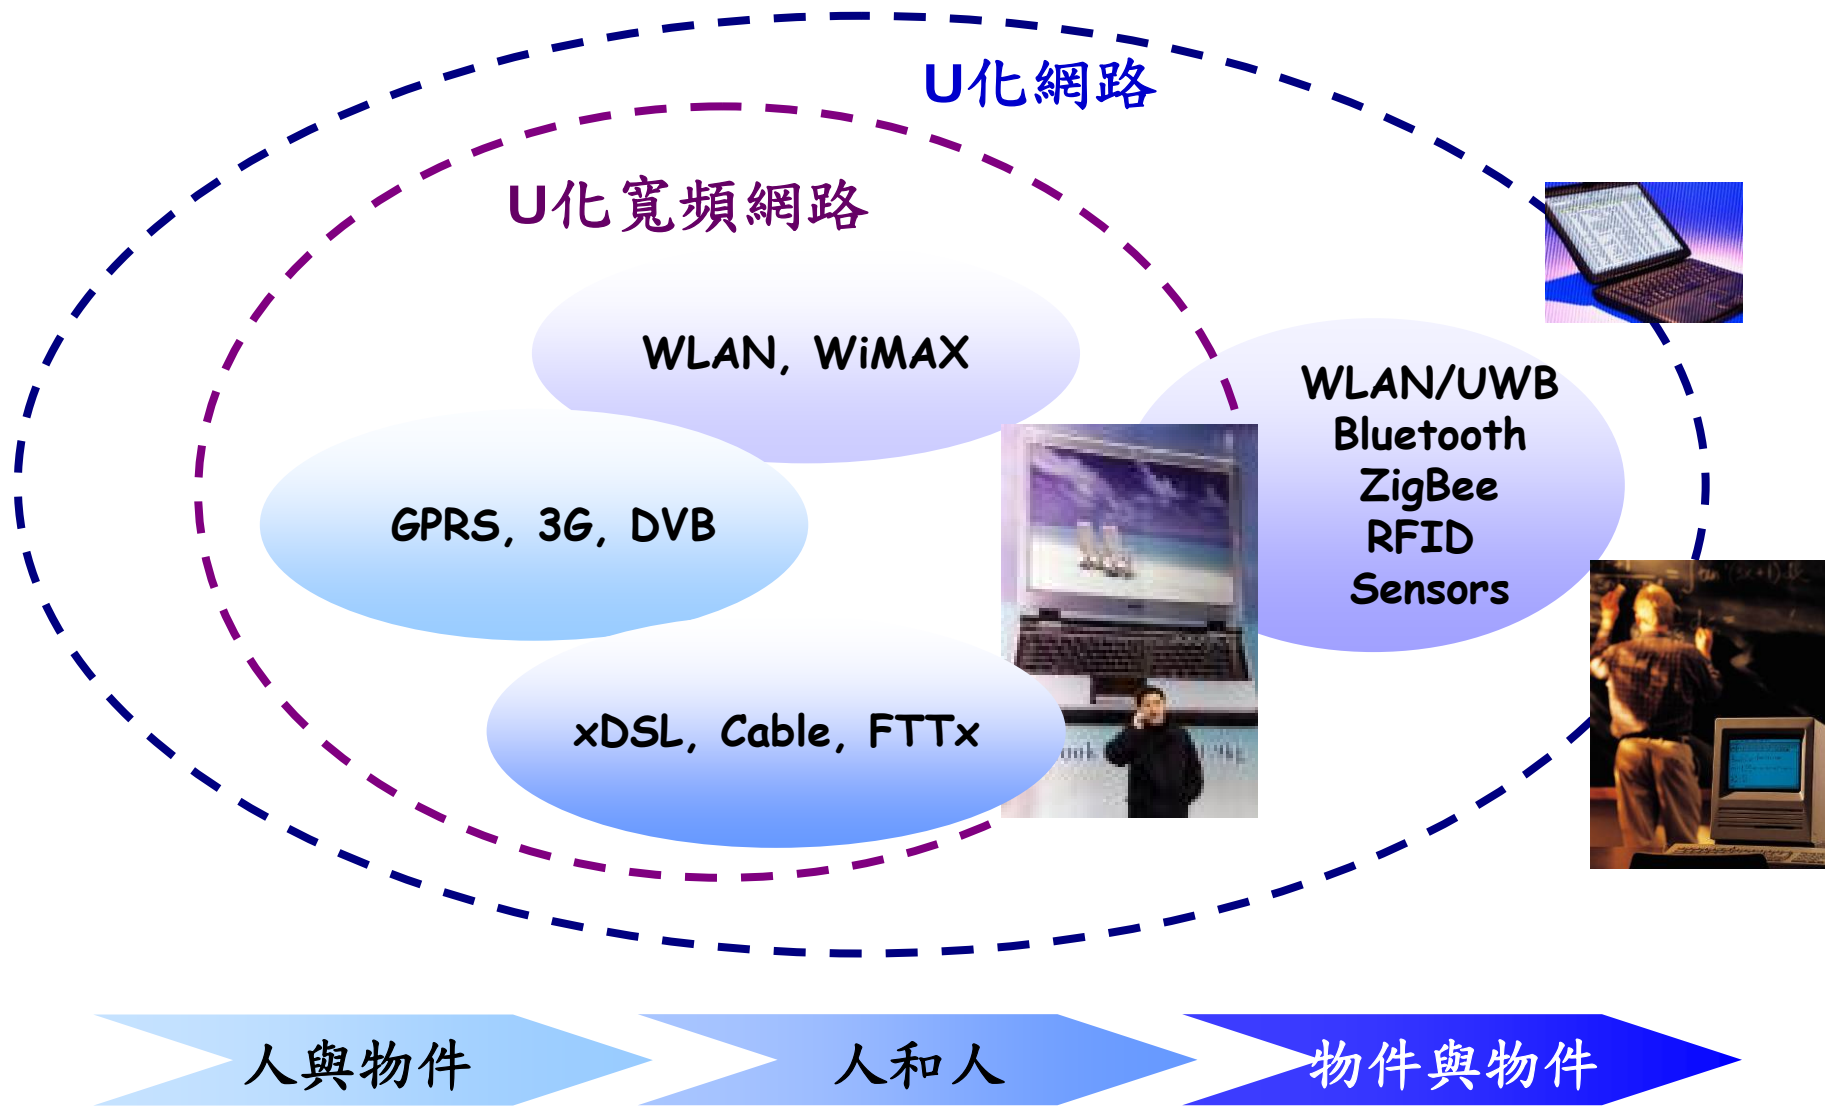 U化網路
U化寬頻網路
WLAN, WiMAX
WLAN/UWB
Bluetooth
ZigBee
RFID
Sensors
GPRS, 3G, DVB
xDSL, Cable, FTTx
人與物件
人和人
物件與物件